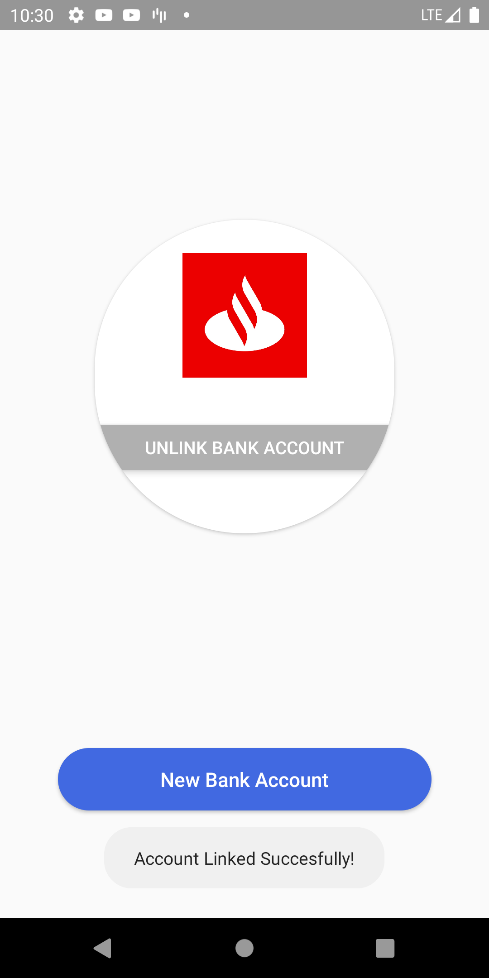 10:30
LTE
UNLINK BANK ACCOUNT
New Bank Account
Account Linked Succesfully!